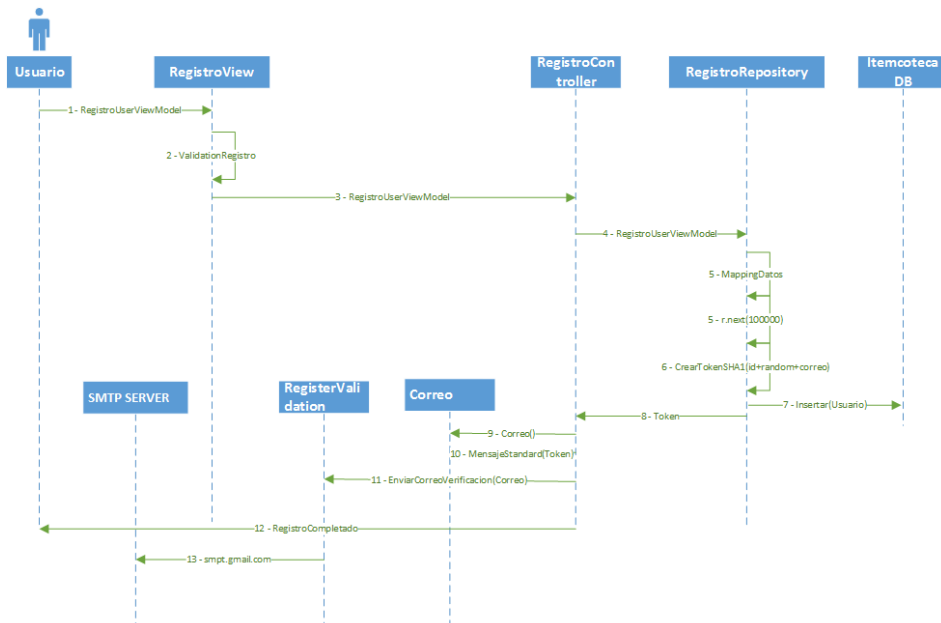 Usuario
RegistroView
RegistroCon
troller
RegistroRepository
Itemcoteca
DB
1 - RegistroUserViewModel
2 - ValidationRegistro
3 - RegistroUserViewModel
4 - RegistroUserViewModel
5 - MappingDatos
5 - r.next(100000)
6 - CrearTokenSHA1(id+random+correo)
SMTP SERVER
RegisterVali
dation
Correo
7 - Insertar(Usuario)
8 - Token
9 - Correo()
10 - MensajeStandard(Token)
11 - EnviarCorreoVerificacion(Correo)
12 - RegistroCompletado
13 - smpt.gmail.com